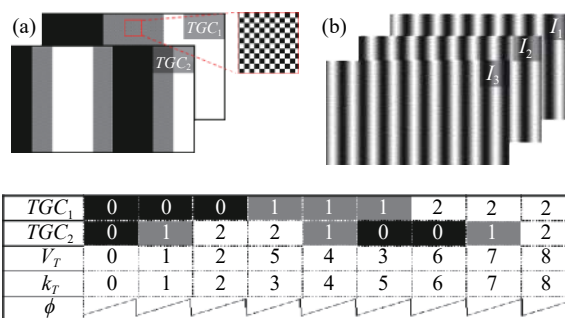 (a)
TGC₁
TGC₂
(b)
I₁
I₂
I₃
TGC₁ 0 0 0 1 1 1 2 2 2
TGC₂ 0 1 2 2 1 0 0 1 2
V_T 0 1 2 5 4 3 6 7 8
k_T 0 1 2 3 4 5 6 7 8
ϕ